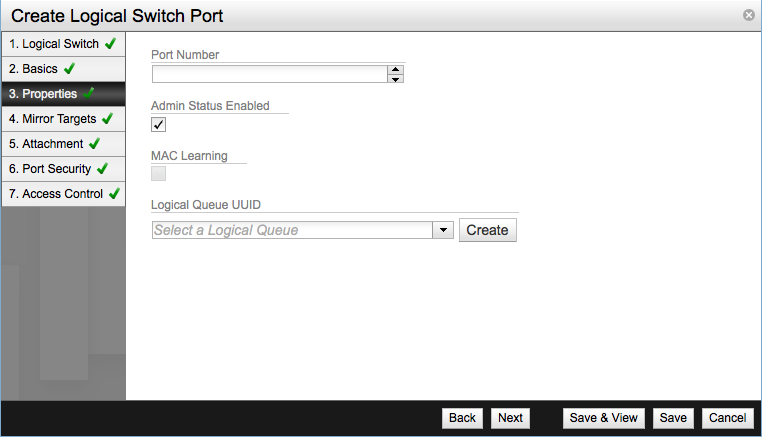 Create Logical Switch Port
1. Logical Switch
2. Basics
3. Properties
4. Mirror Targets
5. Attachment
6. Port Security
7. Access Control
Port Number
Admin Status Enabled
MAC Learning
Logical Queue UUID
Select a Logical Queue
Create
Back
Next
Save & View
Save
Cancel